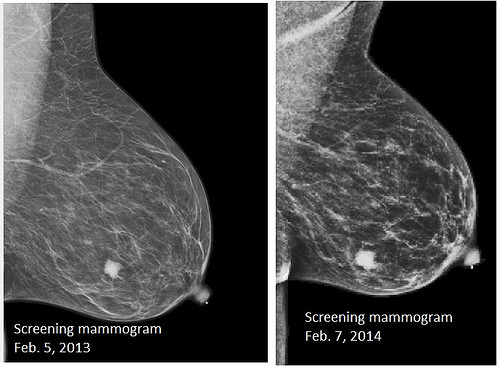 Screening mammogram
Feb. 5, 2013
Screening mammogram
Feb. 7, 2014